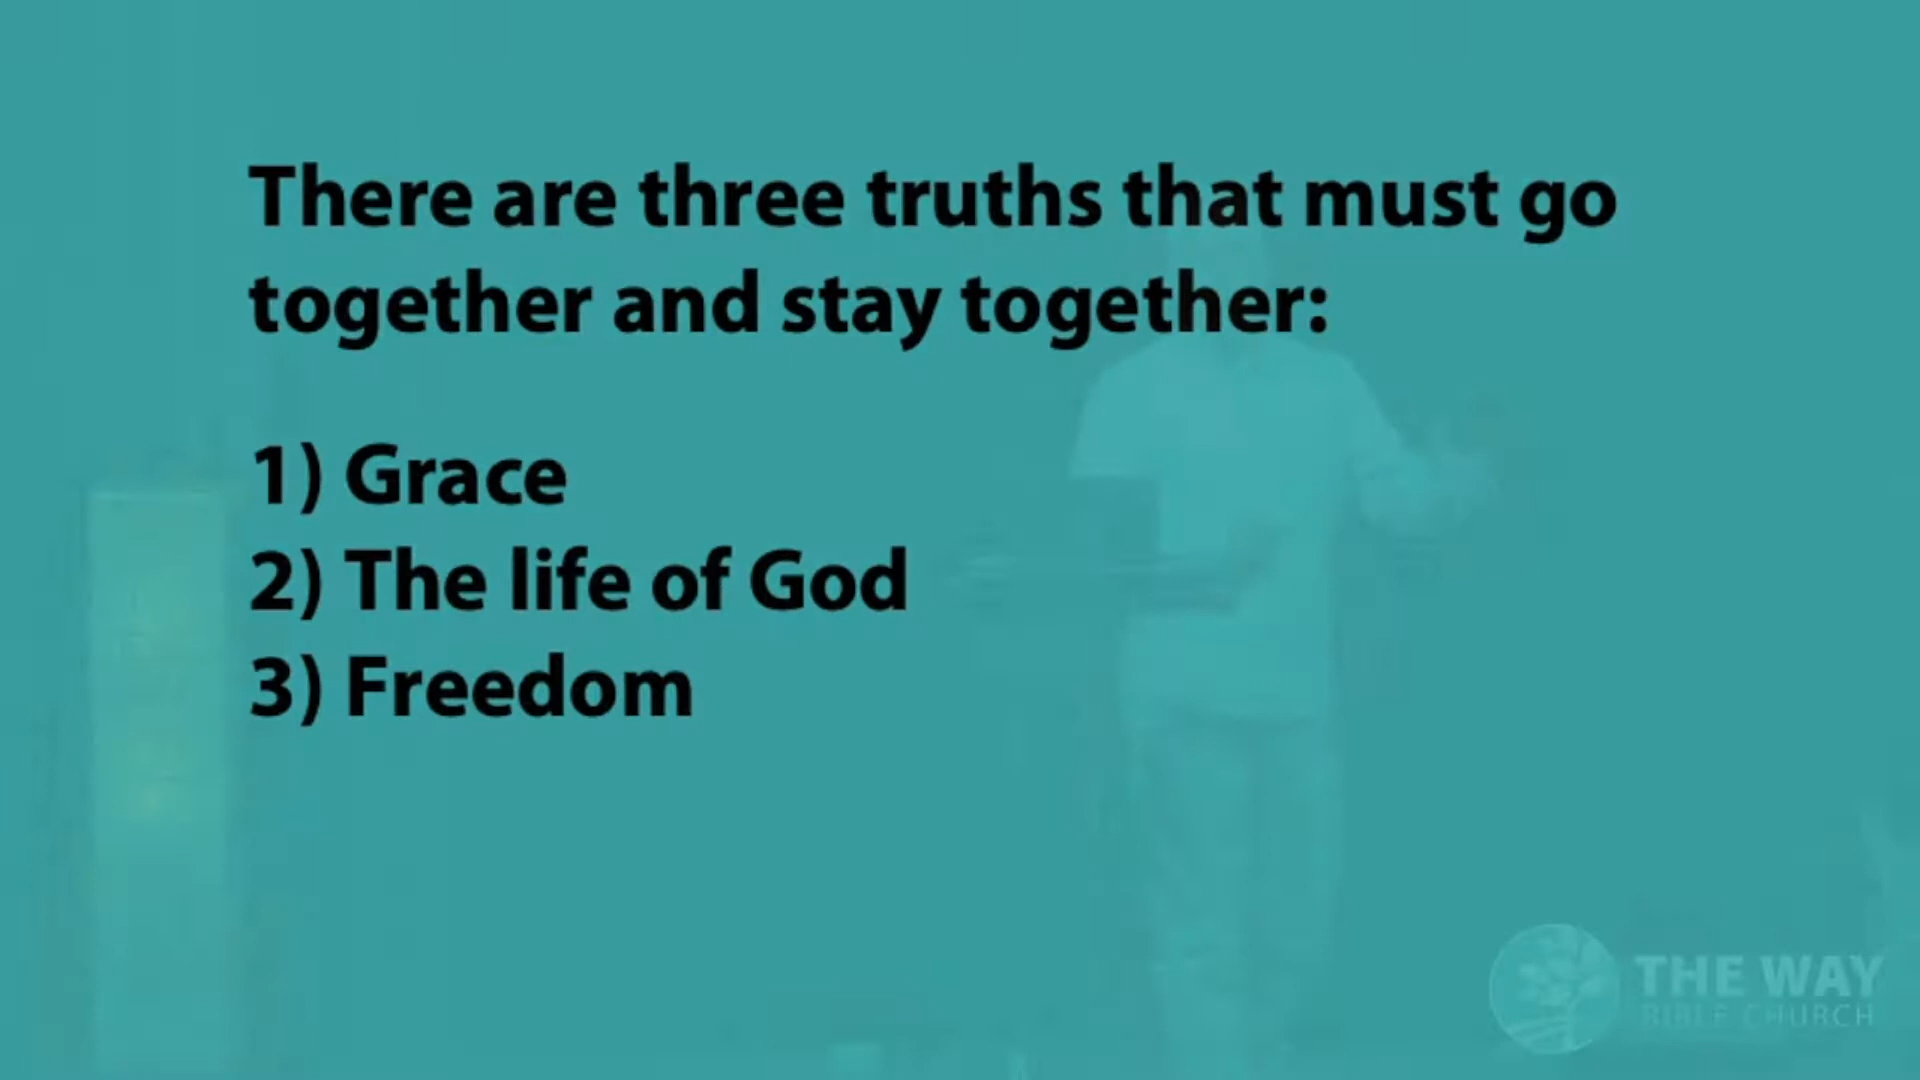 There are three truths that must go
together and stay together:
1) Grace
2) The life of God
3) Freedom
THE WAY
BIBLE CHURCH